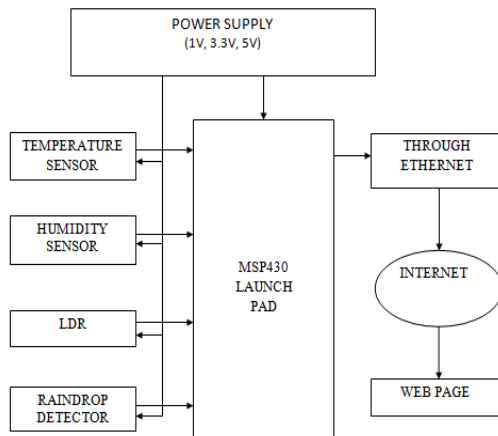 POWER SUPPLY
(1V, 3.3V, 5V)
TEMPERATURE
SENSOR
HUMIDITY
SENSOR
LDR
RAINDROP
DETECTOR
MSP430
LAUNCH
PAD
THROUGH
ETHERNET
INTERNET
WEB PAGE